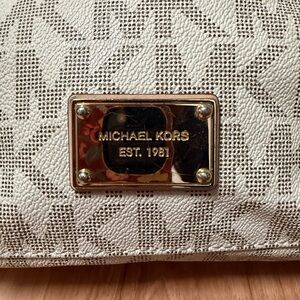 MICHAEL KORS
EST. 1981